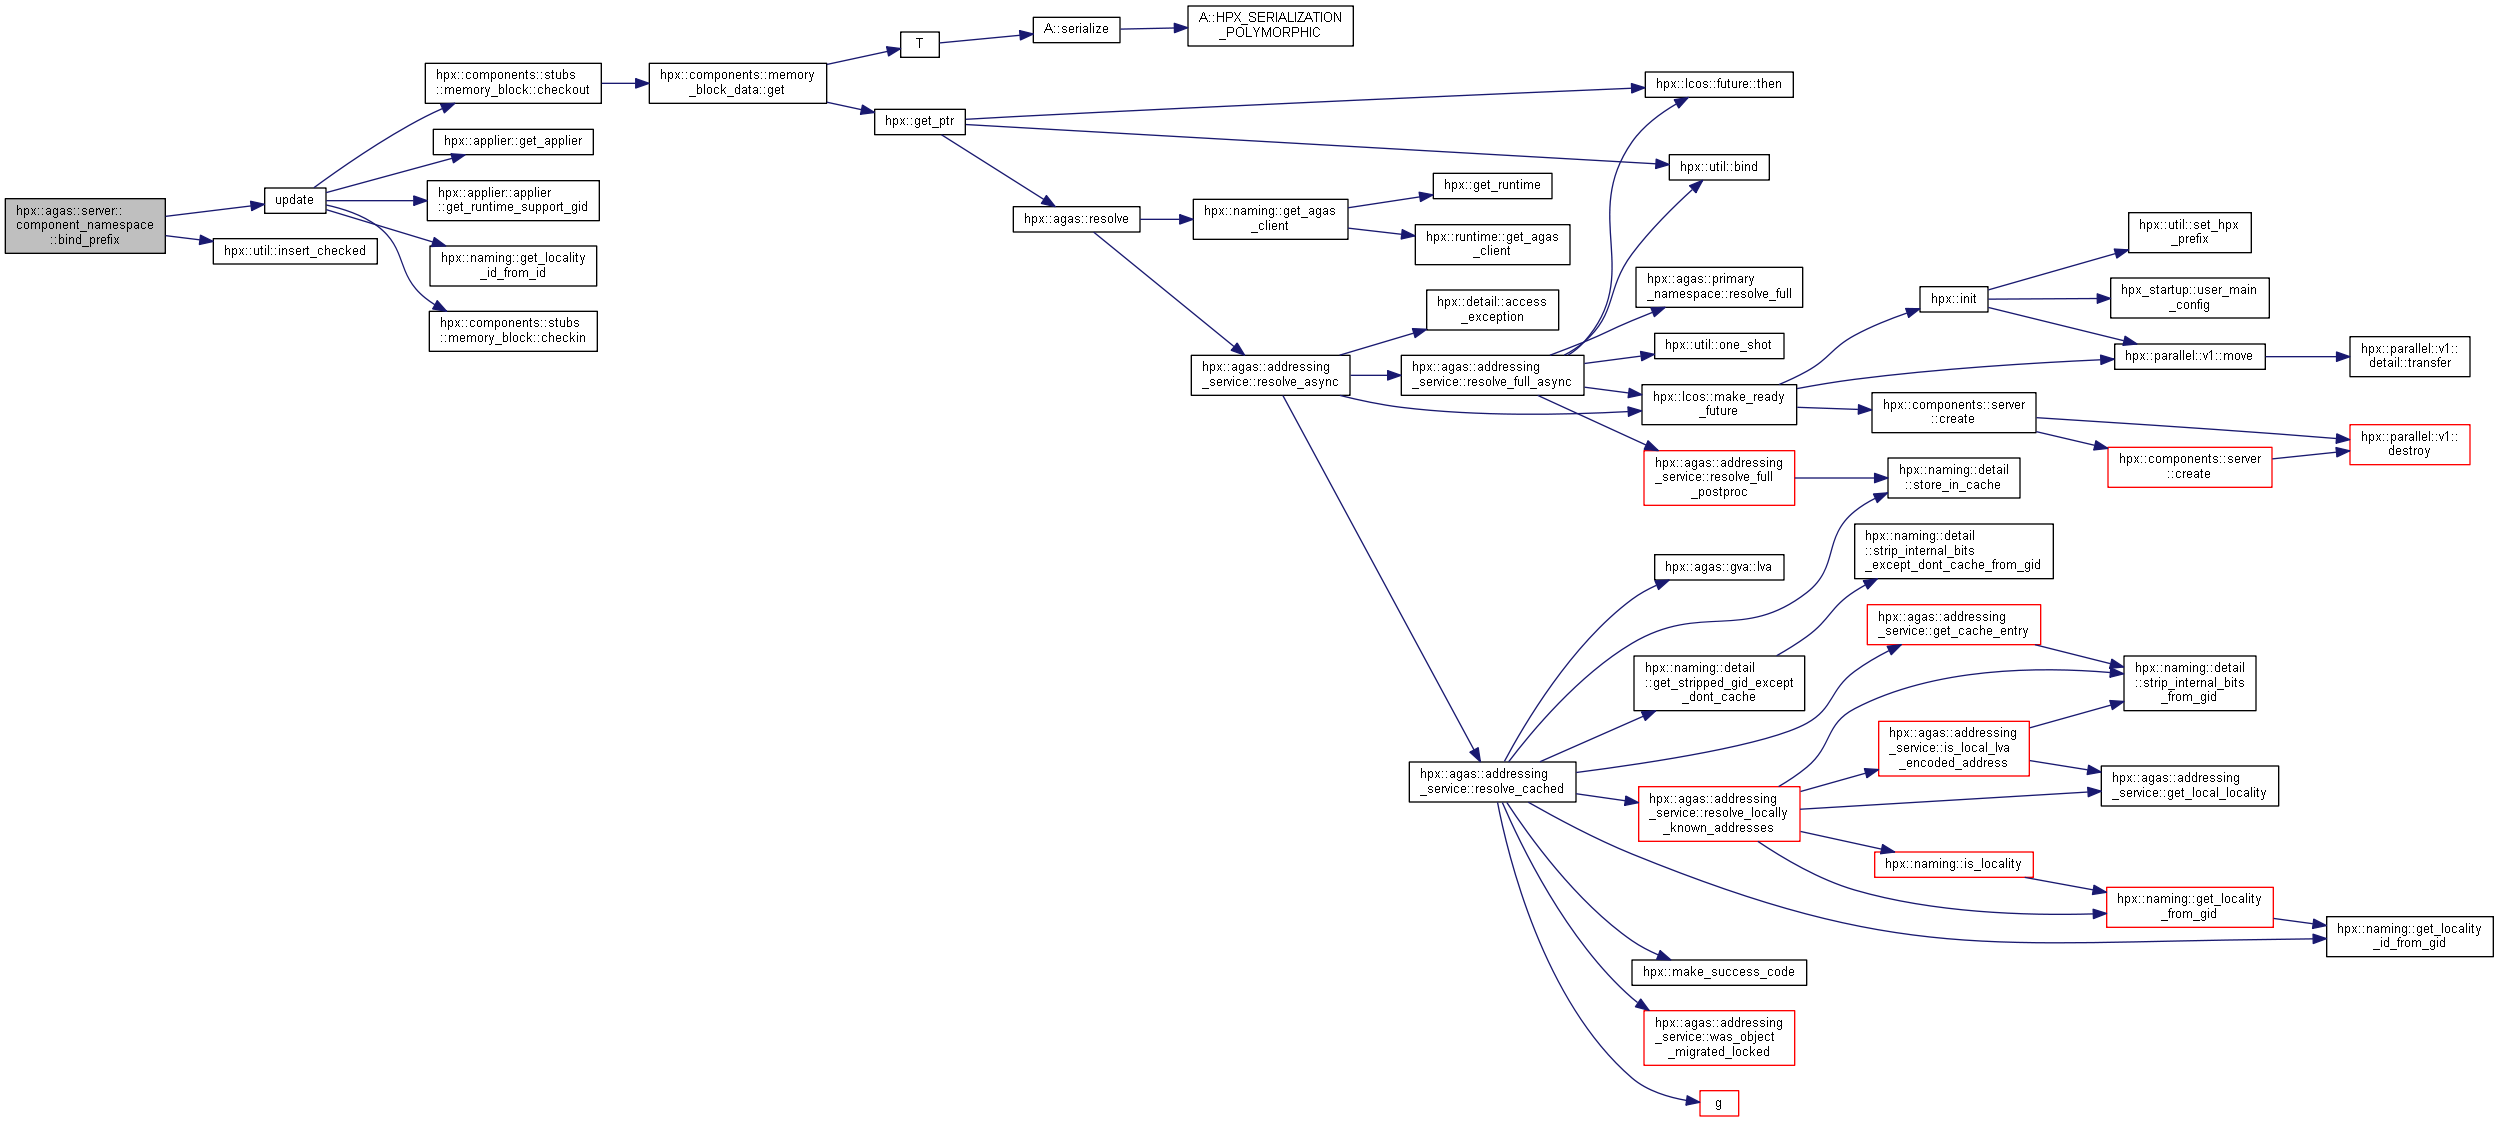 hpx::agas::server::
component_namespace
::bind_prefix
update
hpx::util::insert_checked
hpx::components::stubs
::memory_block::checkout
hpx::applier::get_applier
hpx::applier::applier
::get_runtime_support_gid
hpx::naming::get_locality
_id_from_id
hpx::components::stubs
::memory_block::checkin
hpx::components::memory
_block_data::get
T
hpx::get_ptr
A::serialize
hpx::agas::resolve
A::HPX_SERIALIZATION
_POLYMORPHIC
hpx::naming::get_agas
_client
hpx::agas::addressing
_service::resolve_async
hpx::get_runtime
hpx::runtime::get_agas
_client
hpx::detail::access
_exception
hpx::agas::addressing
_service::resolve_full_async
hpx::agas::addressing
_service::resolve_cached
hpx::lcos::future::then
hpx::util::bind
hpx::agas::primary
_namespace::resolve_full
hpx::util::one_shot
hpx::lcos::make_ready
_future
hpx::agas::addressing
_service::resolve_full
_postproc
hpx::agas::gva::lva
hpx::naming::detail
::get_stripped_gid_except
_dont_cache
hpx::agas::addressing
_service::resolve_locally
_known_addresses
hpx::make_success_code
hpx::agas::addressing
_service::was_object
_migrated_locked
g
hpx::init
hpx::components::server
::create
hpx::naming::detail
::store_in_cache
hpx::naming::detail
::strip_internal_bits
_except_dont_cache_from_gid
hpx::agas::addressing
_service::get_cache_entry
hpx::agas::addressing
_service::is_local_lva
_encoded_address
hpx::naming::is_locality
hpx::util::set_hpx
_prefix
hpx_startup::user_main
_config
hpx::parallel::v1::move
hpx::components::server
::create
hpx::naming::detail
::strip_internal_bits
_from_gid
hpx::agas::addressing
_service::get_local_locality
hpx::naming::get_locality
_from_gid
hpx::parallel::v1::
detail::transfer
hpx::parallel::v1::
destroy
hpx::naming::get_locality
_id_from_gid